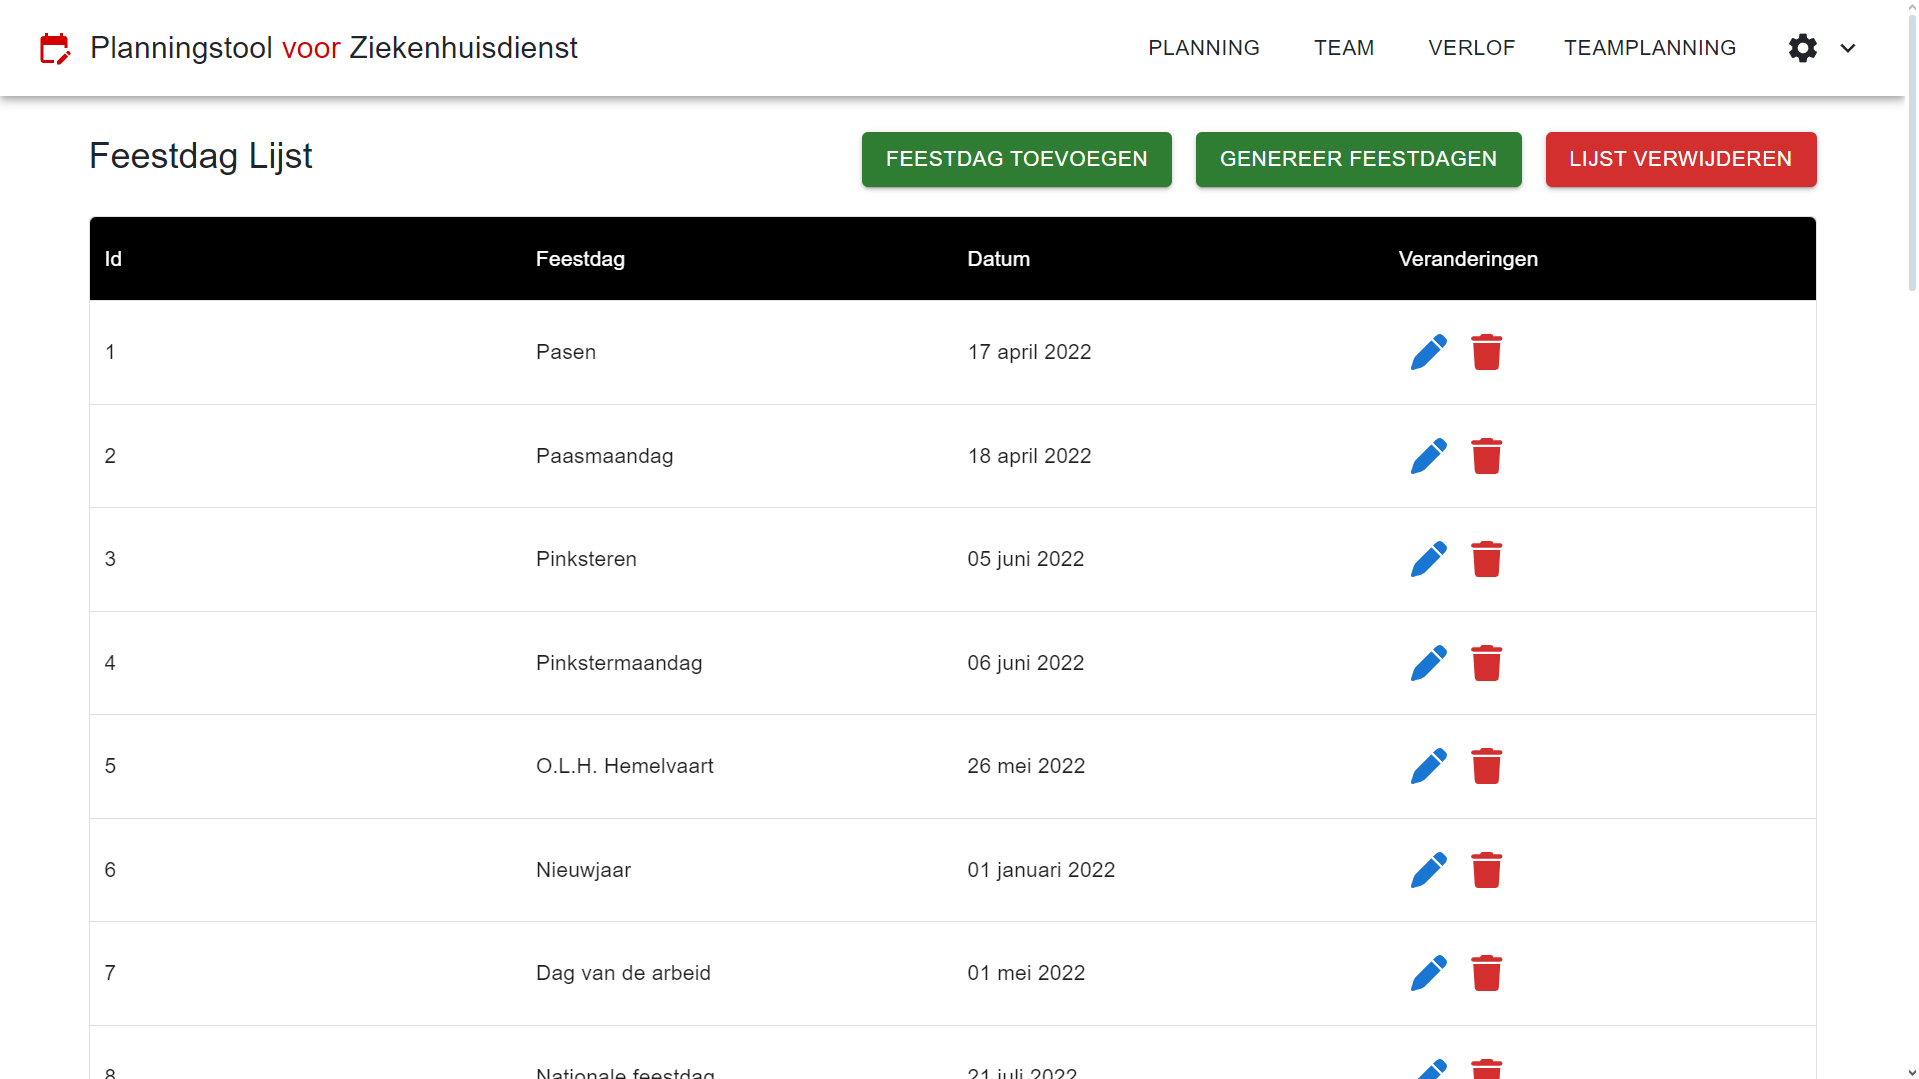 Planningstool voor Ziekenhuisdienst PLANNING TEAM VERLOF TEAMPLANNING
Feestdag Lijst FEESTDAG TOEVOEGEN GENEREER FEESTDAGEN LIJST VERWIJDEREN
Id Feestdag Datum Veranderingen
1 Pasen 17 april 2022
2 Paasmaandag 18 april 2022
3 Pinksteren 05 juni 2022
4 Pinkstermaandag 06 juni 2022
5 O.L.H. Hemelvaart 26 mei 2022
6 Nieuwjaar 01 januari 2022
7 Dag van de arbeid 01 mei 2022
8 Nationale feestdag 21 juli 2022